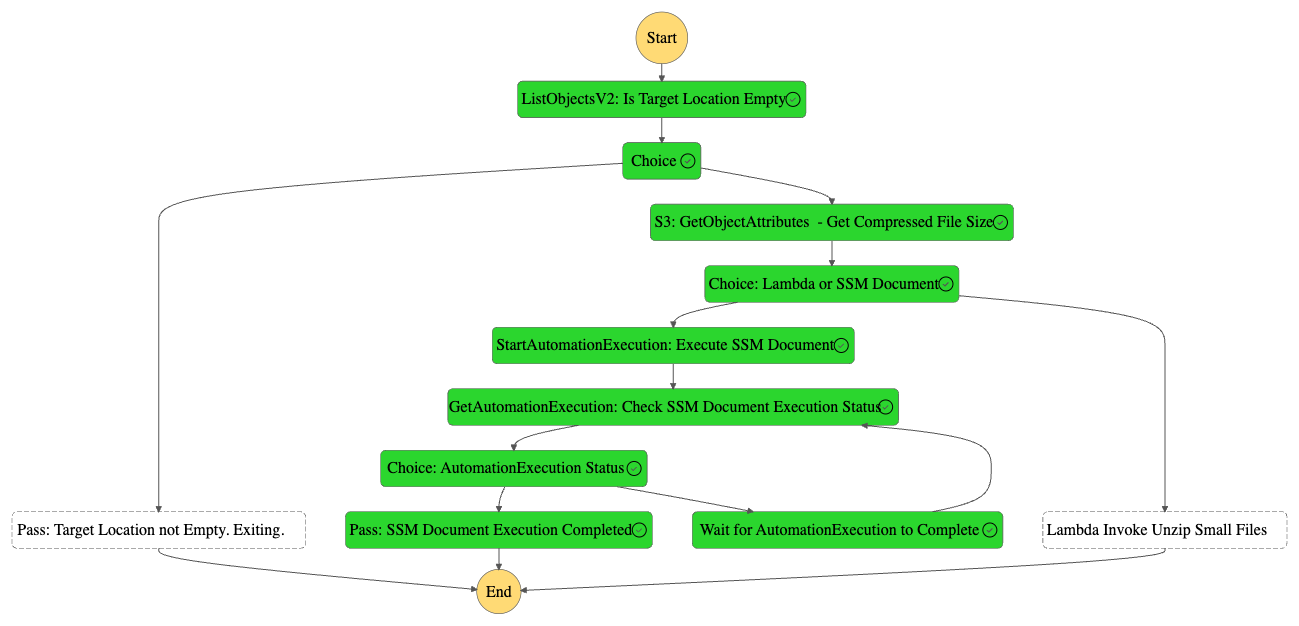 Start
ListObjectsV2: Is Target Location Empty
Choice
S3: GetObjectAttributes - Get Compressed File Size
Choice: Lambda or SSM Document
StartAutomationExecution: Execute SSM Document
GetAutomationExecution: Check SSM Document Execution Status
Choice: AutomationExecution Status
Pass: Target Location not Empty. Exiting.
Pass: SSM Document Execution Completed
Wait for AutomationExecution to Complete
Lambda Invoke Unzip Small Files
End